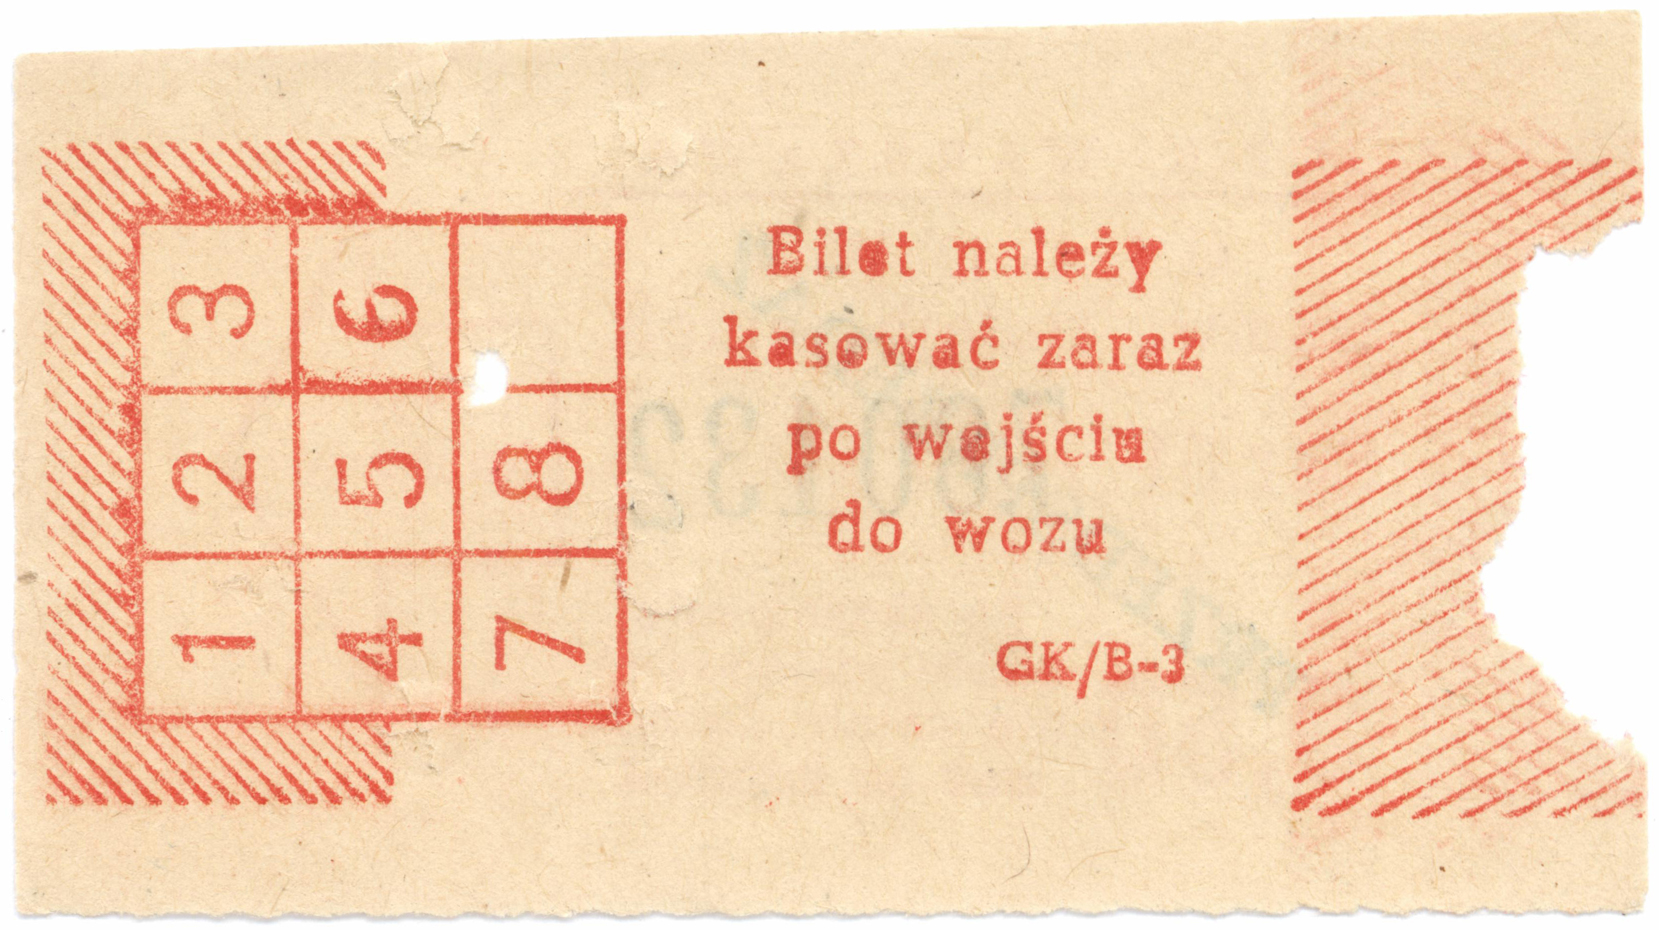 3 6
2 5 8
1 4 7
Bilet należy
kasować zaraz
po wejściu
do wozu
GK/B-3